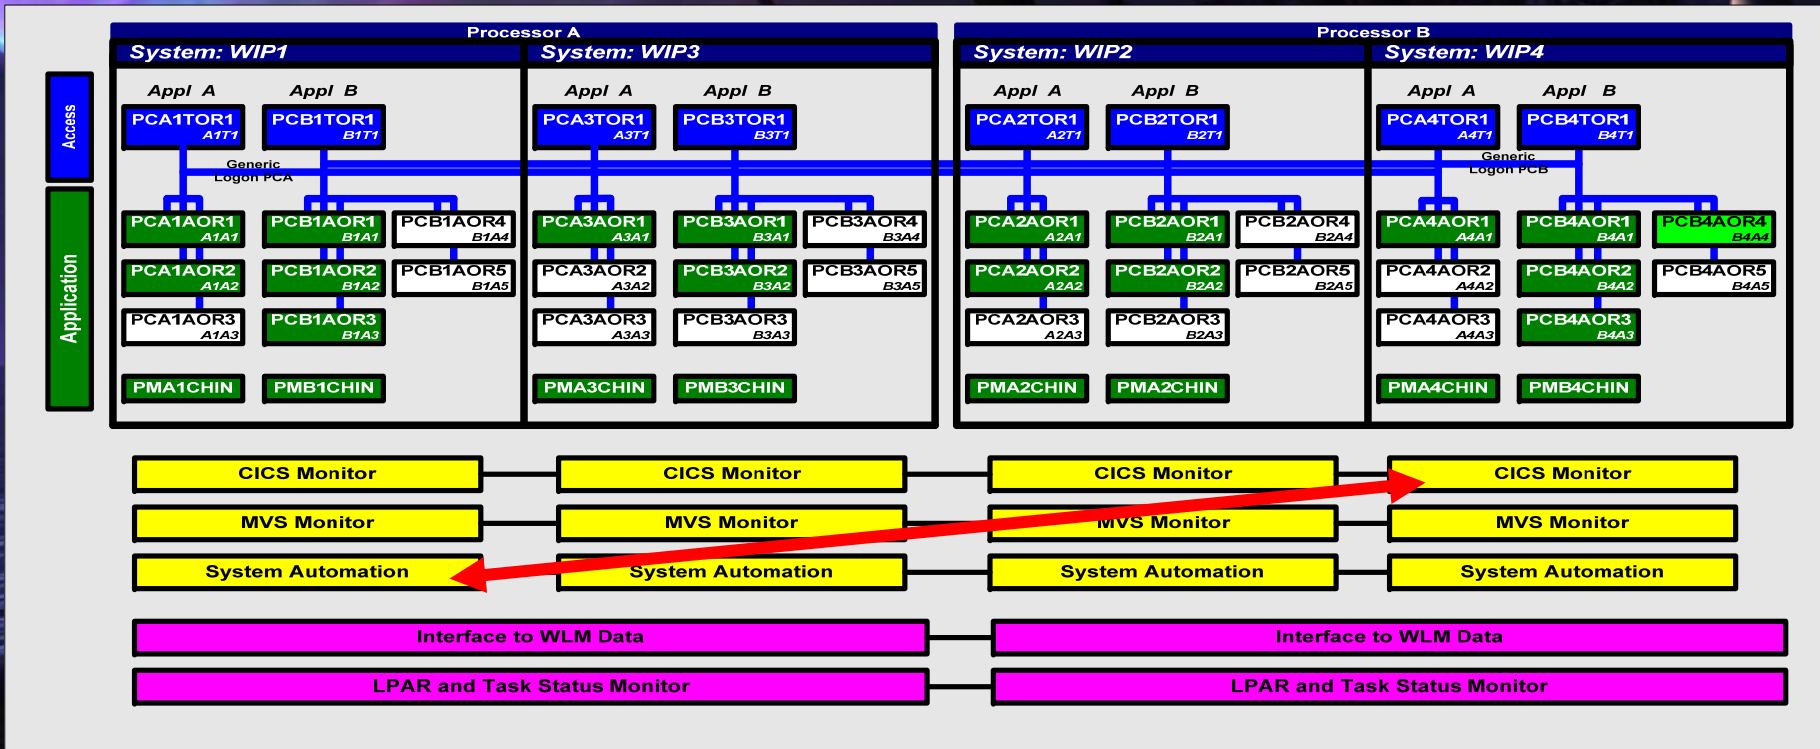 Processor A
Processor B
System: WIP1
System: WIP3
System: WIP2
System: WIP4
Access
Application
Appl A
Appl B
Appl A
Appl B
Appl A
Appl B
Appl A
Appl B
PCA1TOR1
A1T1
PCB1TOR1
B1T1
PCA3TOR1
A3T1
PCB3TOR1
B3T1
PCA2TOR1
A2T1
PCB2TOR1
B2T1
PCA4TOR1
A4T1
PCB4TOR1
B4T1
Generic
Logon PCA
Generic
Logon PCB
PCA1AOR1
A1A1
PCB1AOR1
B1A1
PCB1AOR4
B1A4
PCA3AOR1
A3A1
PCB3AOR1
B3A1
PCB3AOR4
B3A4
PCA2AOR1
A2A1
PCB2AOR1
B2A1
PCB2AOR4
B2A4
PCA4AOR1
A4A1
PCB4AOR1
B4A1
PCB4AOR4
B4A4
PCA1AOR2
A1A2
PCB1AOR2
B1A2
PCB1AOR5
B1A5
PCA3AOR2
A3A2
PCB3AOR2
B3A2
PCB3AOR5
B3A5
PCA2AOR2
A2A2
PCB2AOR2
B2A2
PCB2AOR5
B2A5
PCA4AOR2
A4A2
PCB4AOR2
B4A2
PCB4AOR5
B4A5
PCA1AOR3
A1A3
PCB1AOR3
B1A3
PCA3AOR3
A3A3
PCB3AOR3
B3A3
PCA2AOR3
A2A3
PCB2AOR3
B2A3
PCA4AOR3
A4A3
PCB4AOR3
B4A3
PMA1CHIN
PMB1CHIN
PMA3CHIN
PMB3CHIN
PMA2CHIN
PMA2CHIN
PMA4CHIN
PMB4CHIN
CICS Monitor
CICS Monitor
CICS Monitor
CICS Monitor
MVS Monitor
MVS Monitor
MVS Monitor
MVS Monitor
System Automation
System Automation
System Automation
System Automation
Interface to WLM Data
Interface to WLM Data
LPAR and Task Status Monitor
LPAR and Task Status Monitor